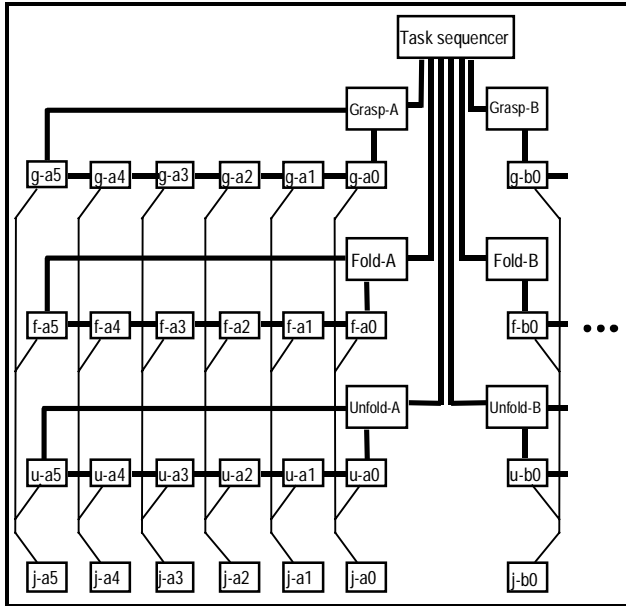 Task sequencer
Grasp-A Grasp-B
g-a5 g-a4 g-a3 g-a2 g-a1 g-a0 g-b0
Fold-A Fold-B
f-a5 f-a4 f-a3 f-a2 f-a1 f-a0 f-b0 ...
Unfold-A Unfold-B
u-a5 u-a4 u-a3 u-a2 u-a1 u-a0 u-b0
j-a5 j-a4 j-a3 j-a2 j-a1 j-a0 j-b0